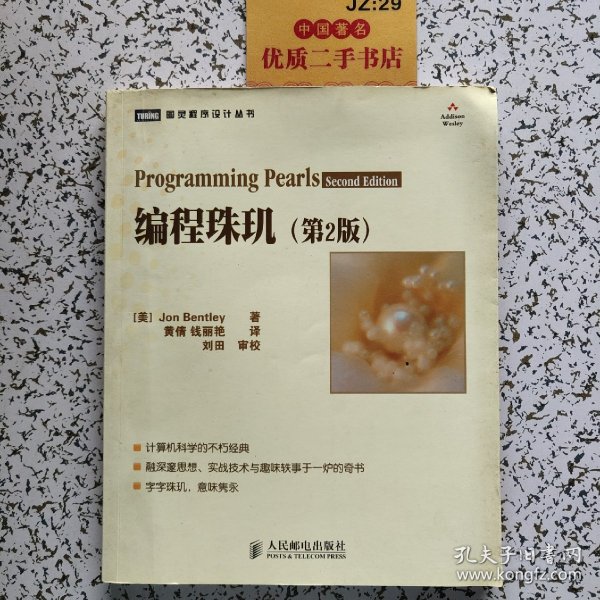 JZ:29
中国著名
优质二手书店
TURING 图灵程序设计丛书
Addison
Wesley
Programming Pearls Second Edition
编程珠玑（第2版）
[美] Jon Bentley 著
黄倩 钱丽艳 译
刘田 审校
计算机科学的不朽经典
融深邃思想、实战技术与趣味轶事于一炉的奇书
字字珠玑，意味隽永
人民邮电出版社
POSTS & TELECOM PRESS
孔夫子旧书网
www.kongfz.com